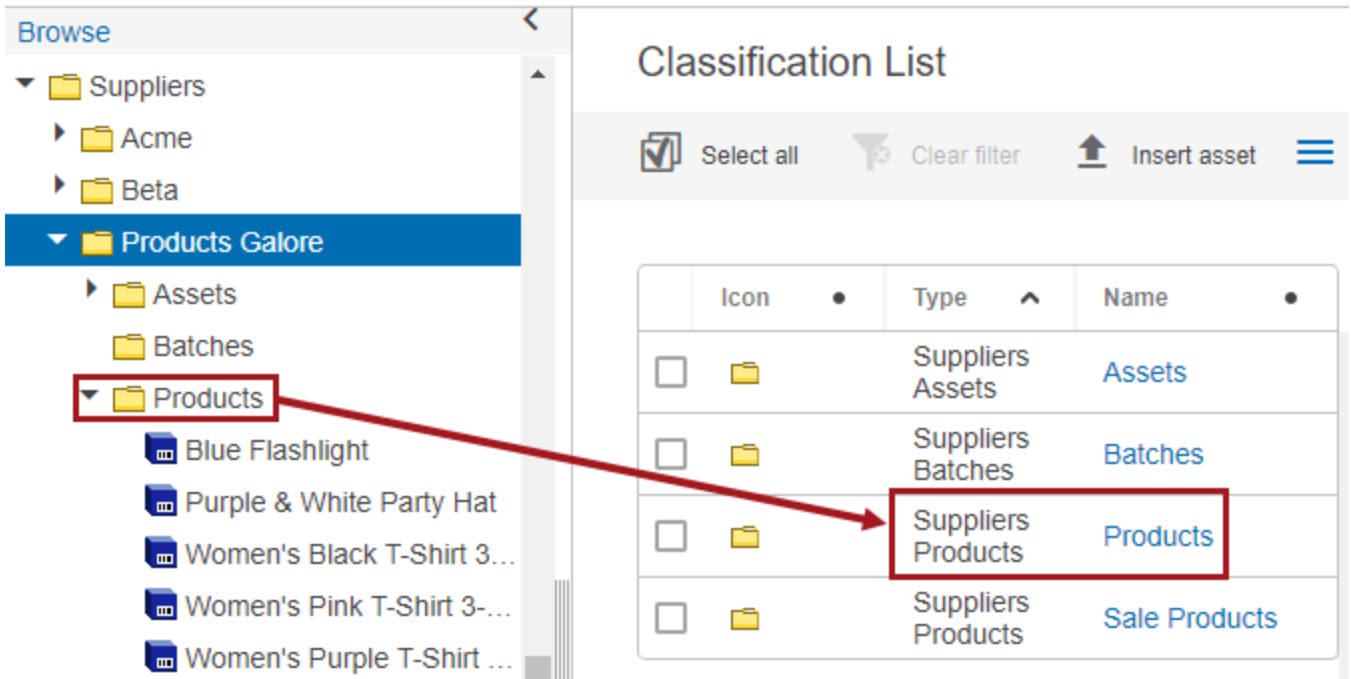 Browse
Suppliers
Acme
Beta
Products Galore
Assets
Batches
Products
Blue Flashlight
Purple & White Party Hat
Women's Black T-Shirt 3...
Women's Pink T-Shirt 3-...
Women's Purple T-Shirt ...
Classification List
Select all Clear filter Insert asset
Icon Type Name
Suppliers
Assets
Assets
Suppliers
Batches
Batches
Suppliers
Products
Products
Suppliers
Products
Sale Products